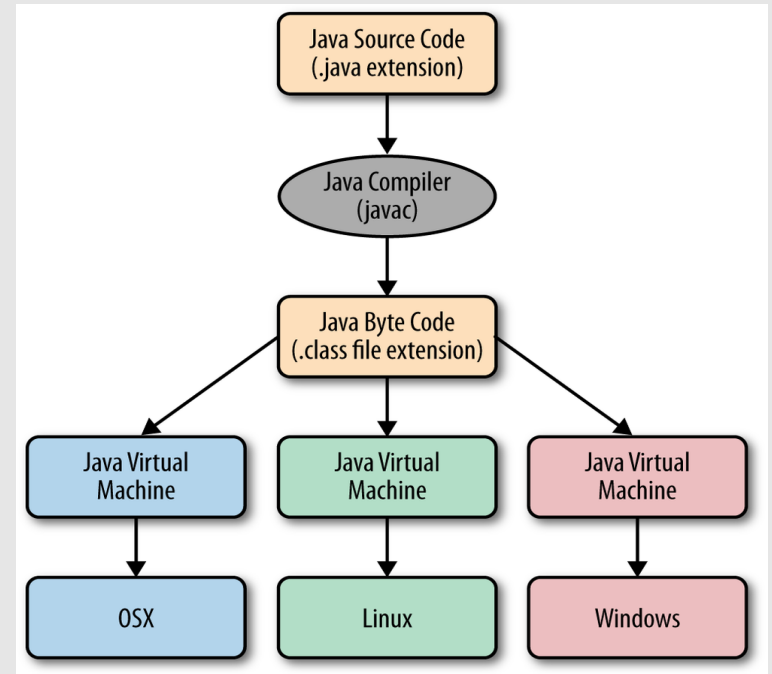 Java Source Code
(.java extension)
Java Compiler
(javac)
Java Byte Code
(.class file extension)
Java Virtual
Machine
Java Virtual
Machine
Java Virtual
Machine
OSX
Linux
Windows